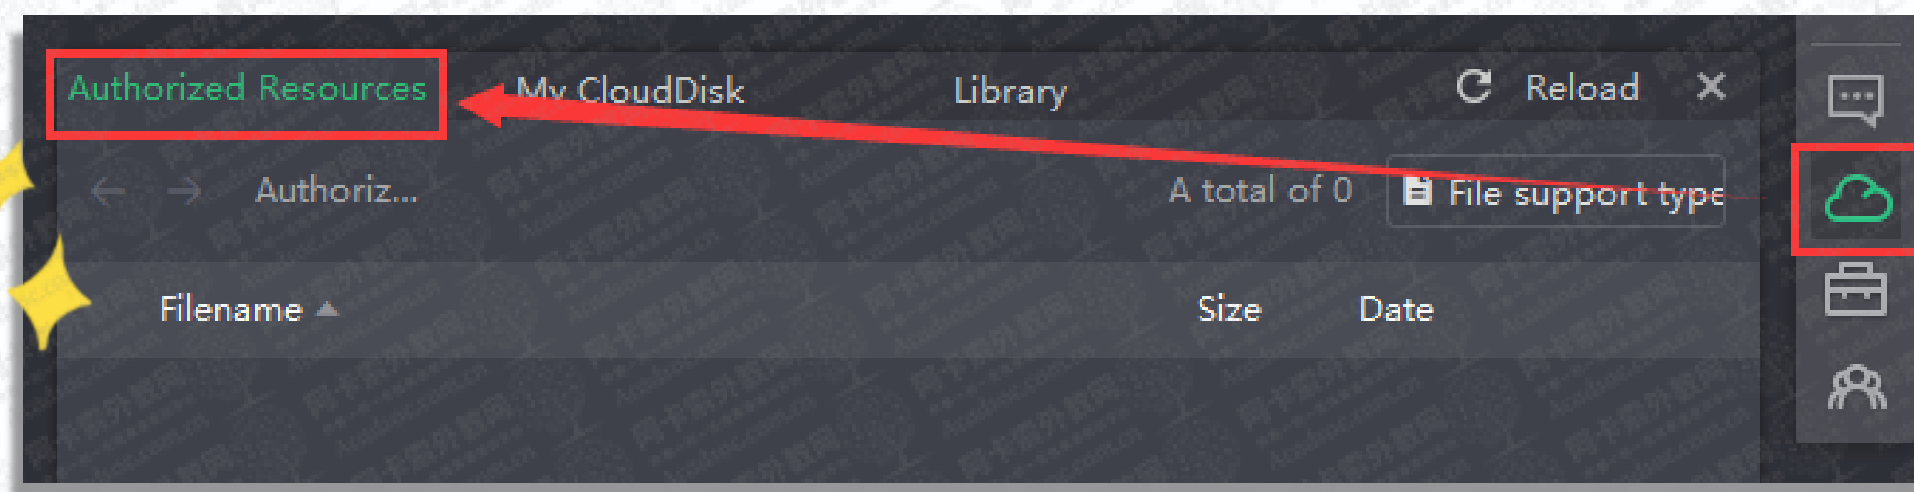 Authorized Resources My CloudDisk Library Reload
Authoriz... A total of 0 File support type
Filename Size Date